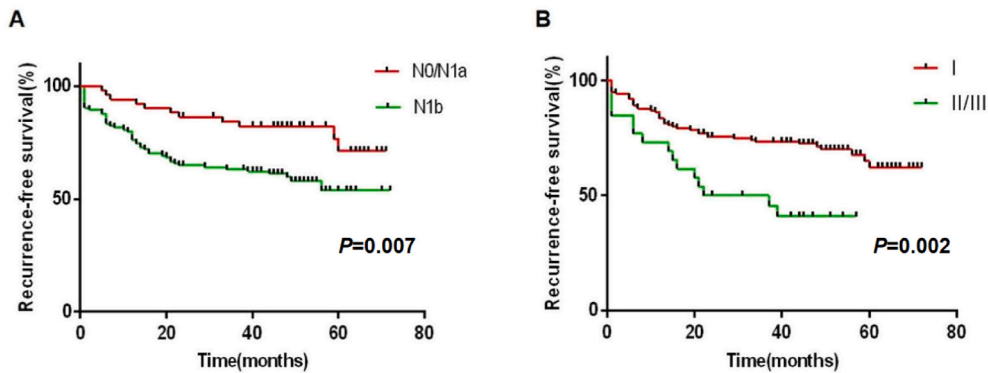 A
Recurrence-free survival(%)
100
50
0
0 20 40 60 80
Time(months)
N0/N1a
N1b
P=0.007
B
Recurrence-free survival(%)
100
50
0
0 20 40 60 80
Time(months)
I
II/III
P=0.002